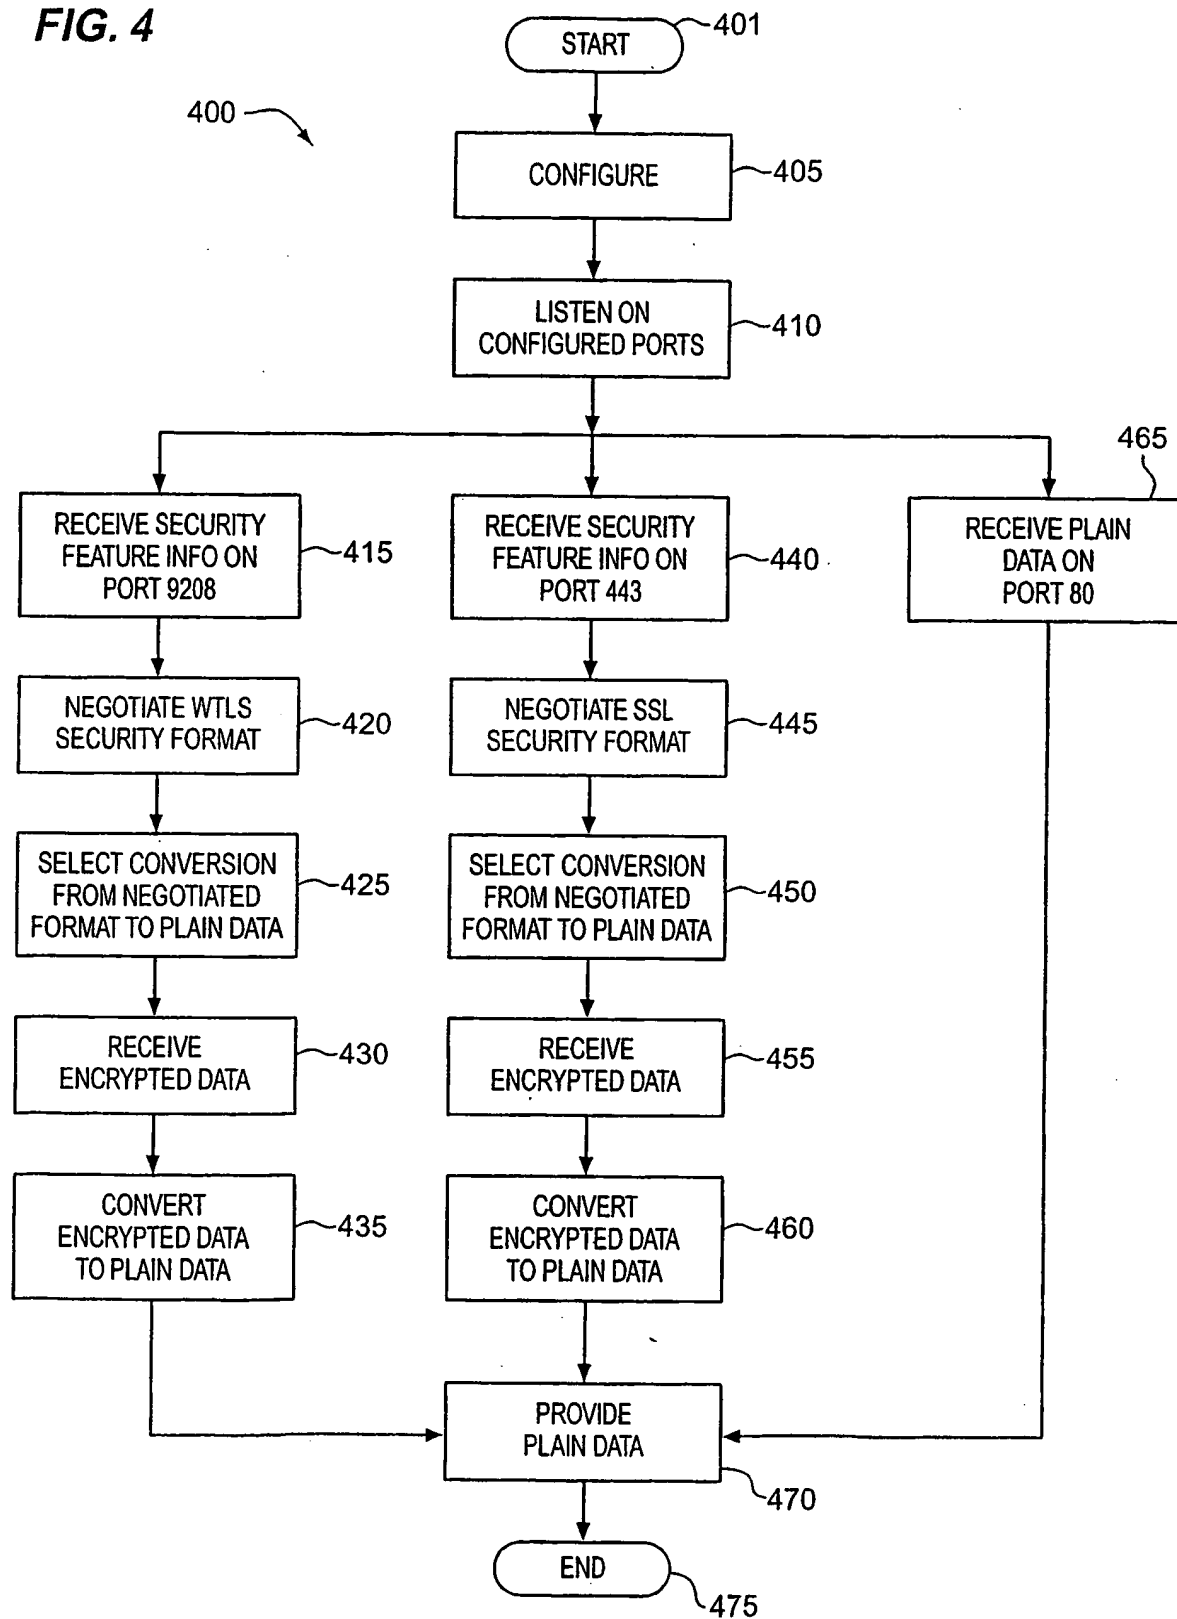 FIG. 4
START
401
400
CONFIGURE
405
LISTEN ON
CONFIGURED PORTS
410
RECEIVE SECURITY
FEATURE INFO ON
PORT 9208
415
NEGOTIATE WTLS
SECURITY FORMAT
420
SELECT CONVERSION
FROM NEGOTIATED
FORMAT TO PLAIN DATA
425
RECEIVE
ENCRYPTED DATA
430
CONVERT
ENCRYPTED DATA
TO PLAIN DATA
435
RECEIVE SECURITY
FEATURE INFO ON
PORT 443
440
NEGOTIATE SSL
SECURITY FORMAT
445
SELECT CONVERSION
FROM NEGOTIATED
FORMAT TO PLAIN DATA
450
RECEIVE
ENCRYPTED DATA
455
CONVERT
ENCRYPTED DATA
TO PLAIN DATA
460
465
RECEIVE PLAIN
DATA ON
PORT 80
PROVIDE
PLAIN DATA
470
END
475